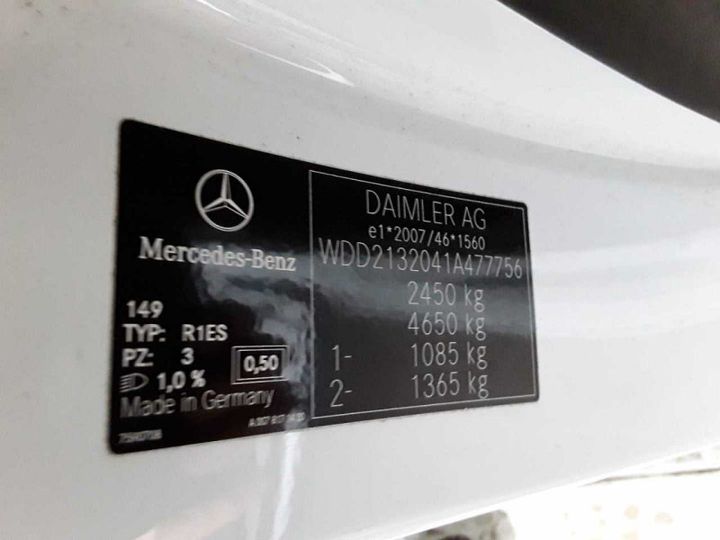 Mercedes-Benz
149
TYP: R1ES
PZ: 3
1,0 %
0,50
Made in Germany
DAIMLER AG
e1*2007/46*1560
WDD2132041A477756
2450 kg
4650 kg
1- 1085 kg
2- 1365 kg